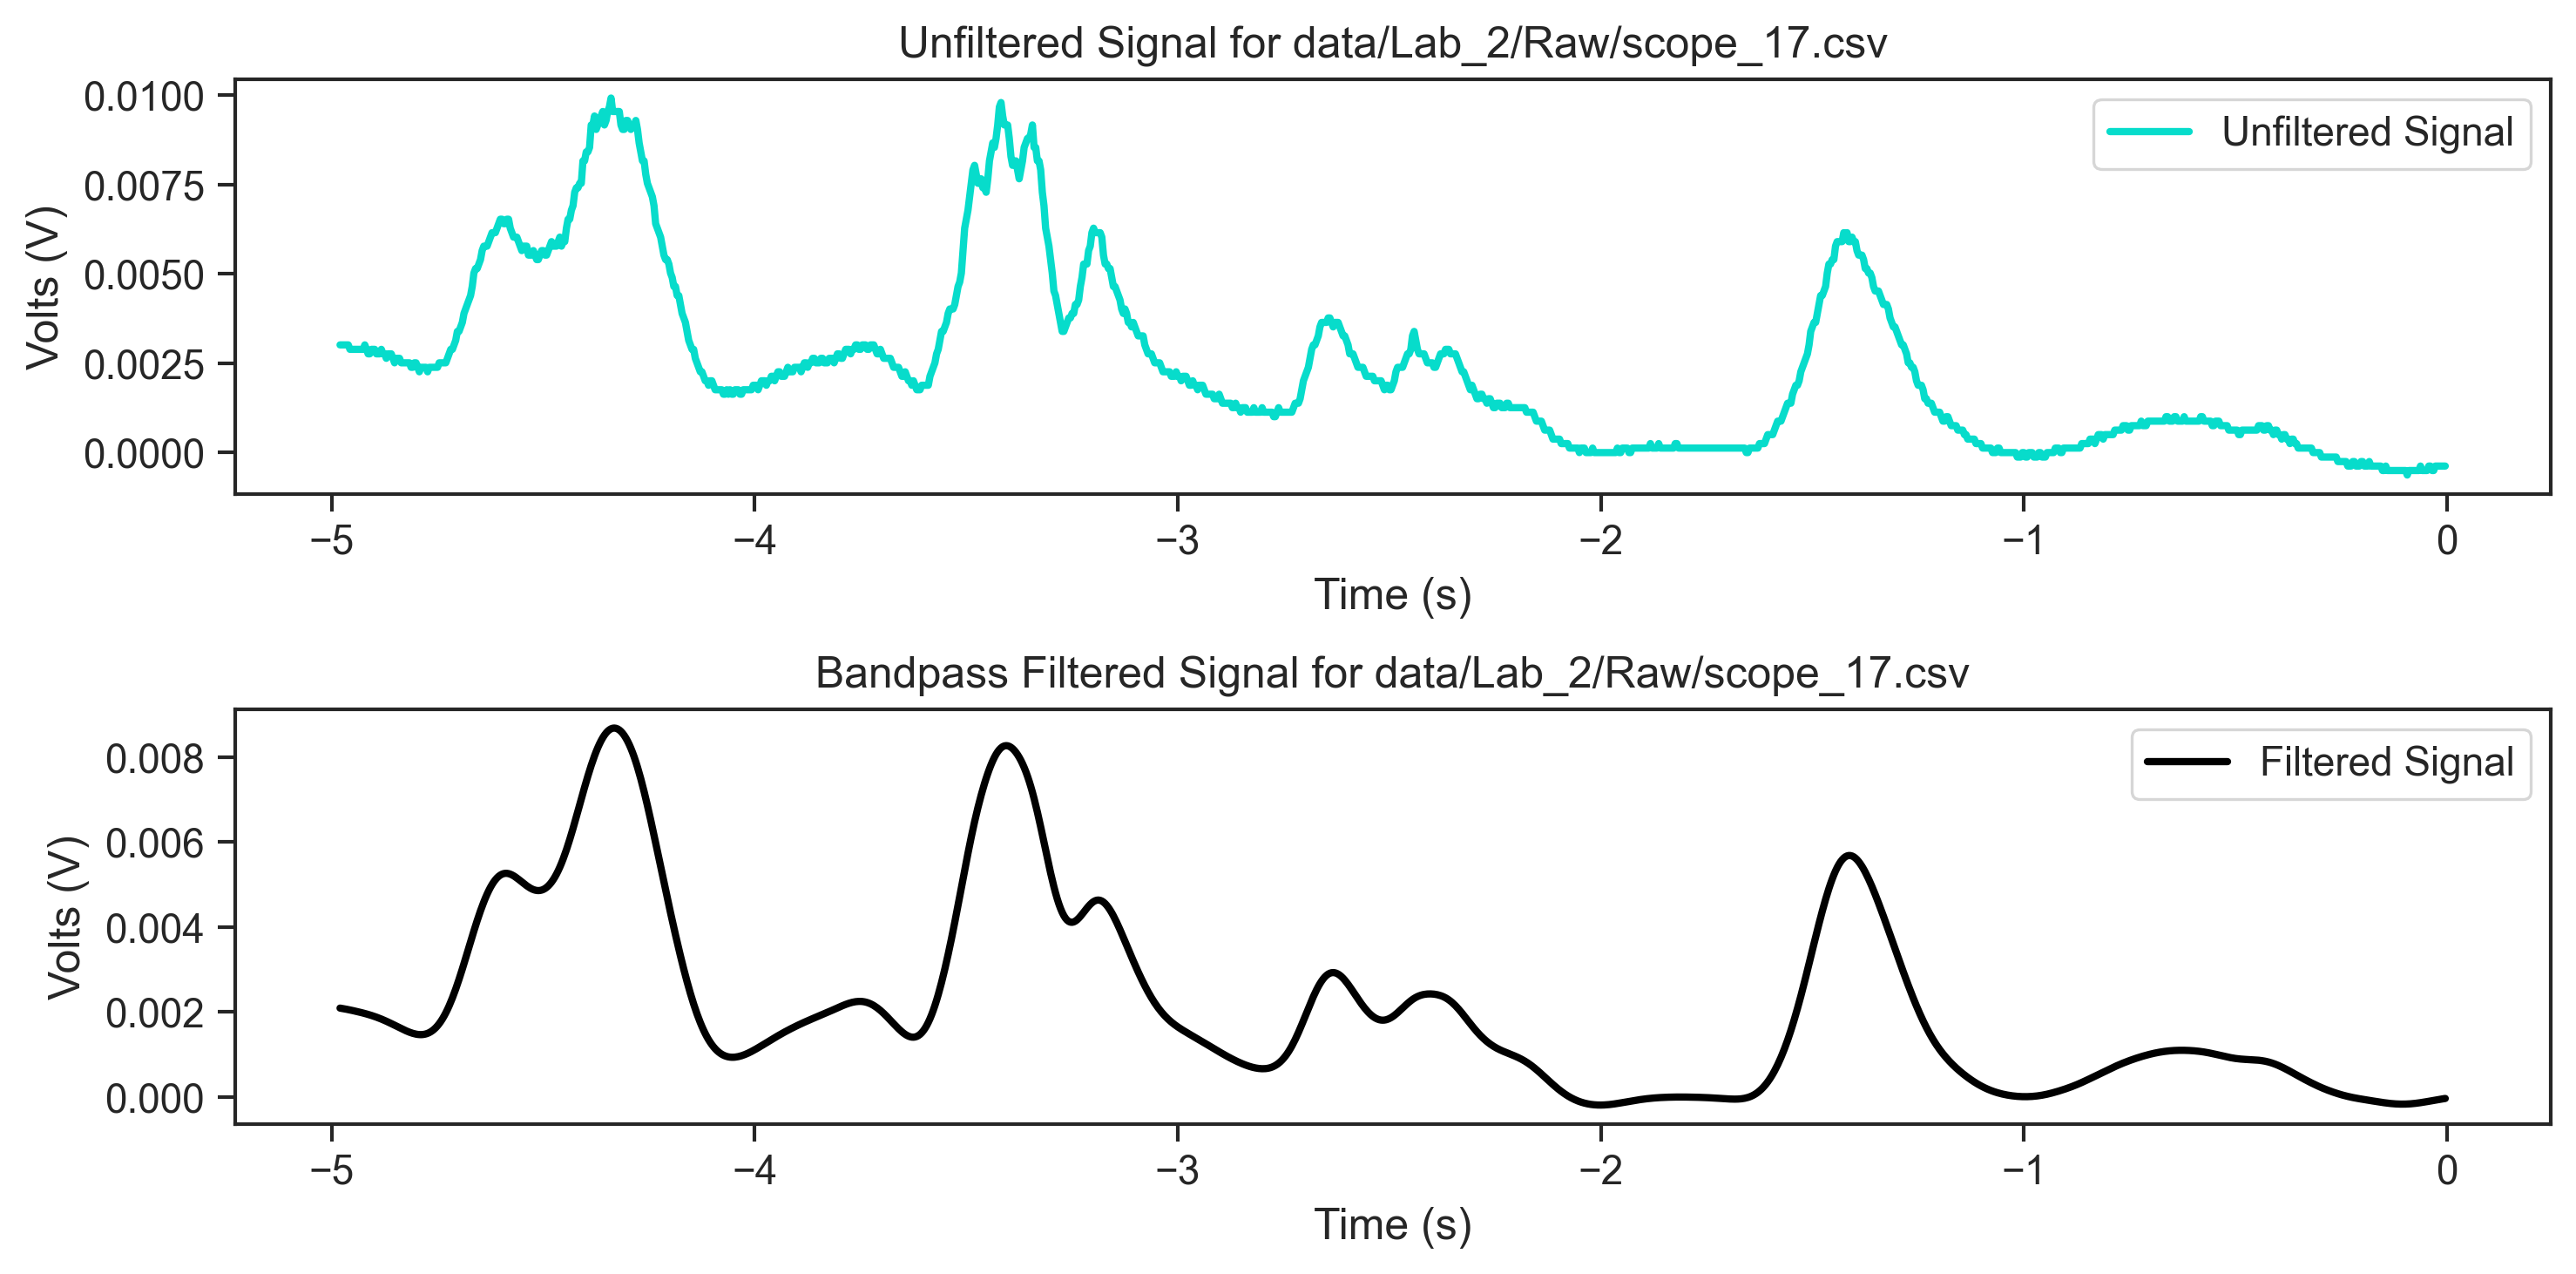 Unfiltered Signal for data/Lab_2/Raw/scope_17.csv
Unfiltered Signal
Volts (V)
0.0100
0.0075
0.0050
0.0025
0.0000
−5 −4 −3 −2 −1 0
Time (s)
Bandpass Filtered Signal for data/Lab_2/Raw/scope_17.csv
Filtered Signal
Volts (V)
0.008
0.006
0.004
0.002
0.000
−5 −4 −3 −2 −1 0
Time (s)